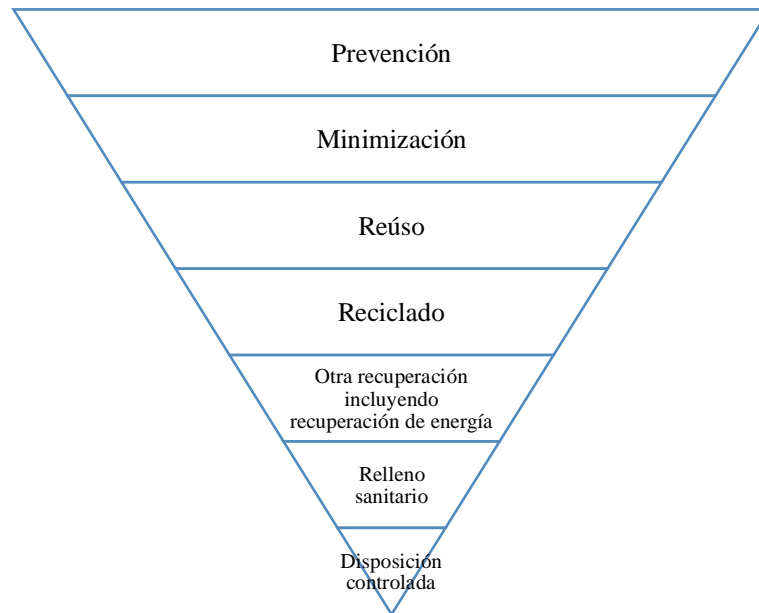 Prevención
Minimización
Reúso
Reciclado
Otra recuperación
incluyendo
recuperación de energía
Relleno
sanitario
Disposición
controlada